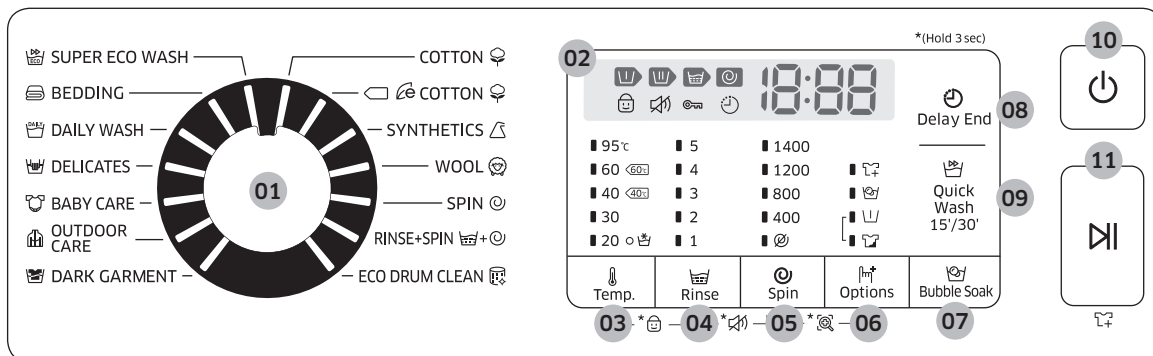 SUPER ECO WASH
BEDDING
DAILY WASH
DELICATES
BABY CARE
OUTDOOR
CARE
DARK GARMENT
COTTON
e COTTON
SYNTHETICS
WOOL
SPIN
RINSE+SPIN +
ECO DRUM CLEAN
01
*(Hold 3 sec)
02
18:88
95℃ 5 1400
60 60℃ 4 1200
40 40℃ 3 800
30 2 400
20 1
Temp.
Rinse
Spin
Options
Bubble Soak
Delay End
08
Quick
Wash
15'/30'
09
03 * 04 * 05 * 06 07
10
11